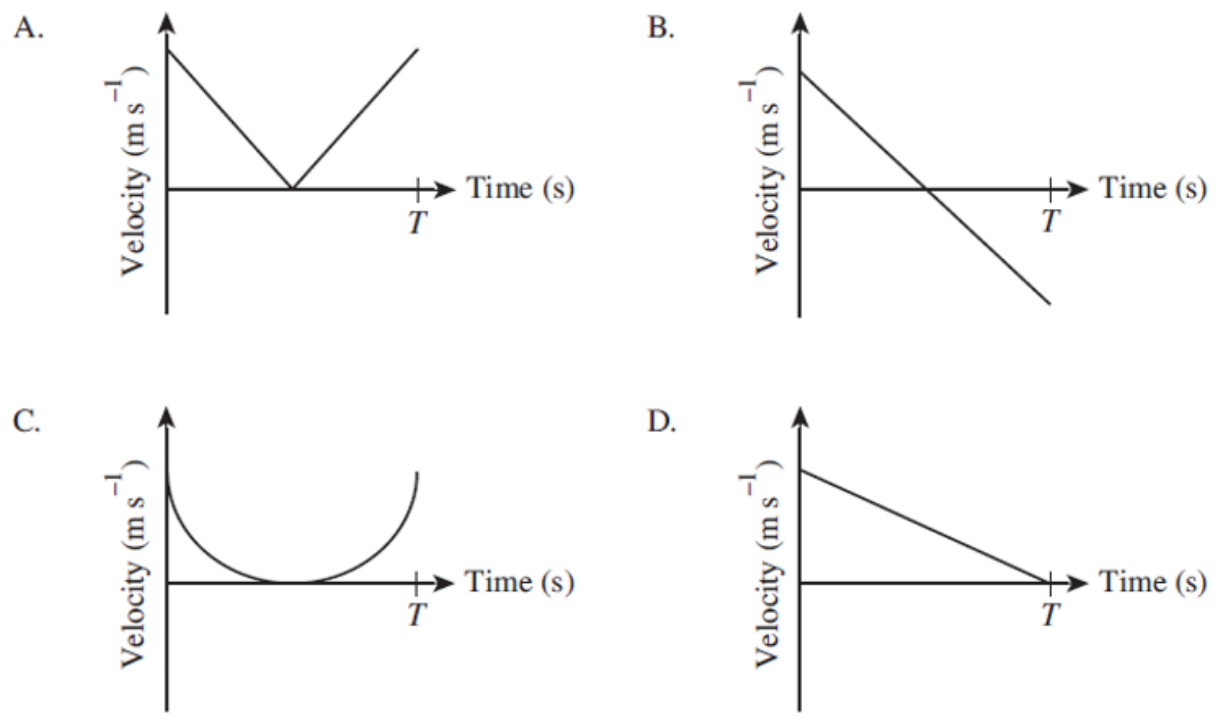 A.
Velocity (m s⁻¹)
Time (s)
T
B.
Velocity (m s⁻¹)
Time (s)
T
C.
Velocity (m s⁻¹)
Time (s)
T
D.
Velocity (m s⁻¹)
Time (s)
T